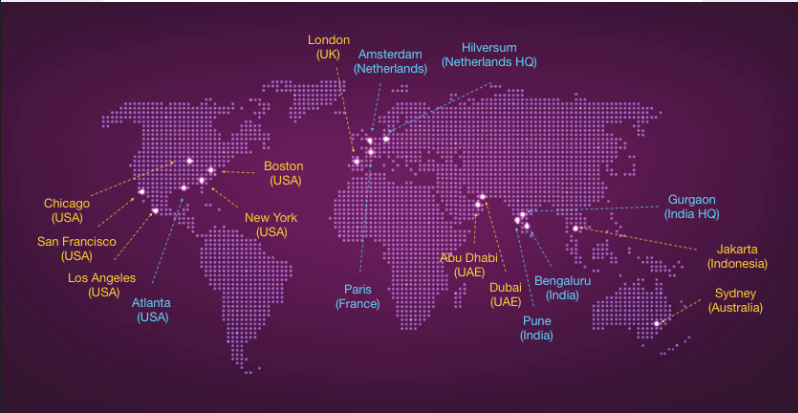 London
(UK)
Amsterdam
(Netherlands)
Hilversum
(Netherlands HQ)
Boston
(USA)
Chicago
(USA)
New York
(USA)
San Francisco
(USA)
Los Angeles
(USA)
Atlanta
(USA)
Paris
(France)
Abu Dhabi
(UAE)
Dubai
(UAE)
Bengaluru
(India)
Pune
(India)
Gurgaon
(India HQ)
Jakarta
(Indonesia)
Sydney
(Australia)